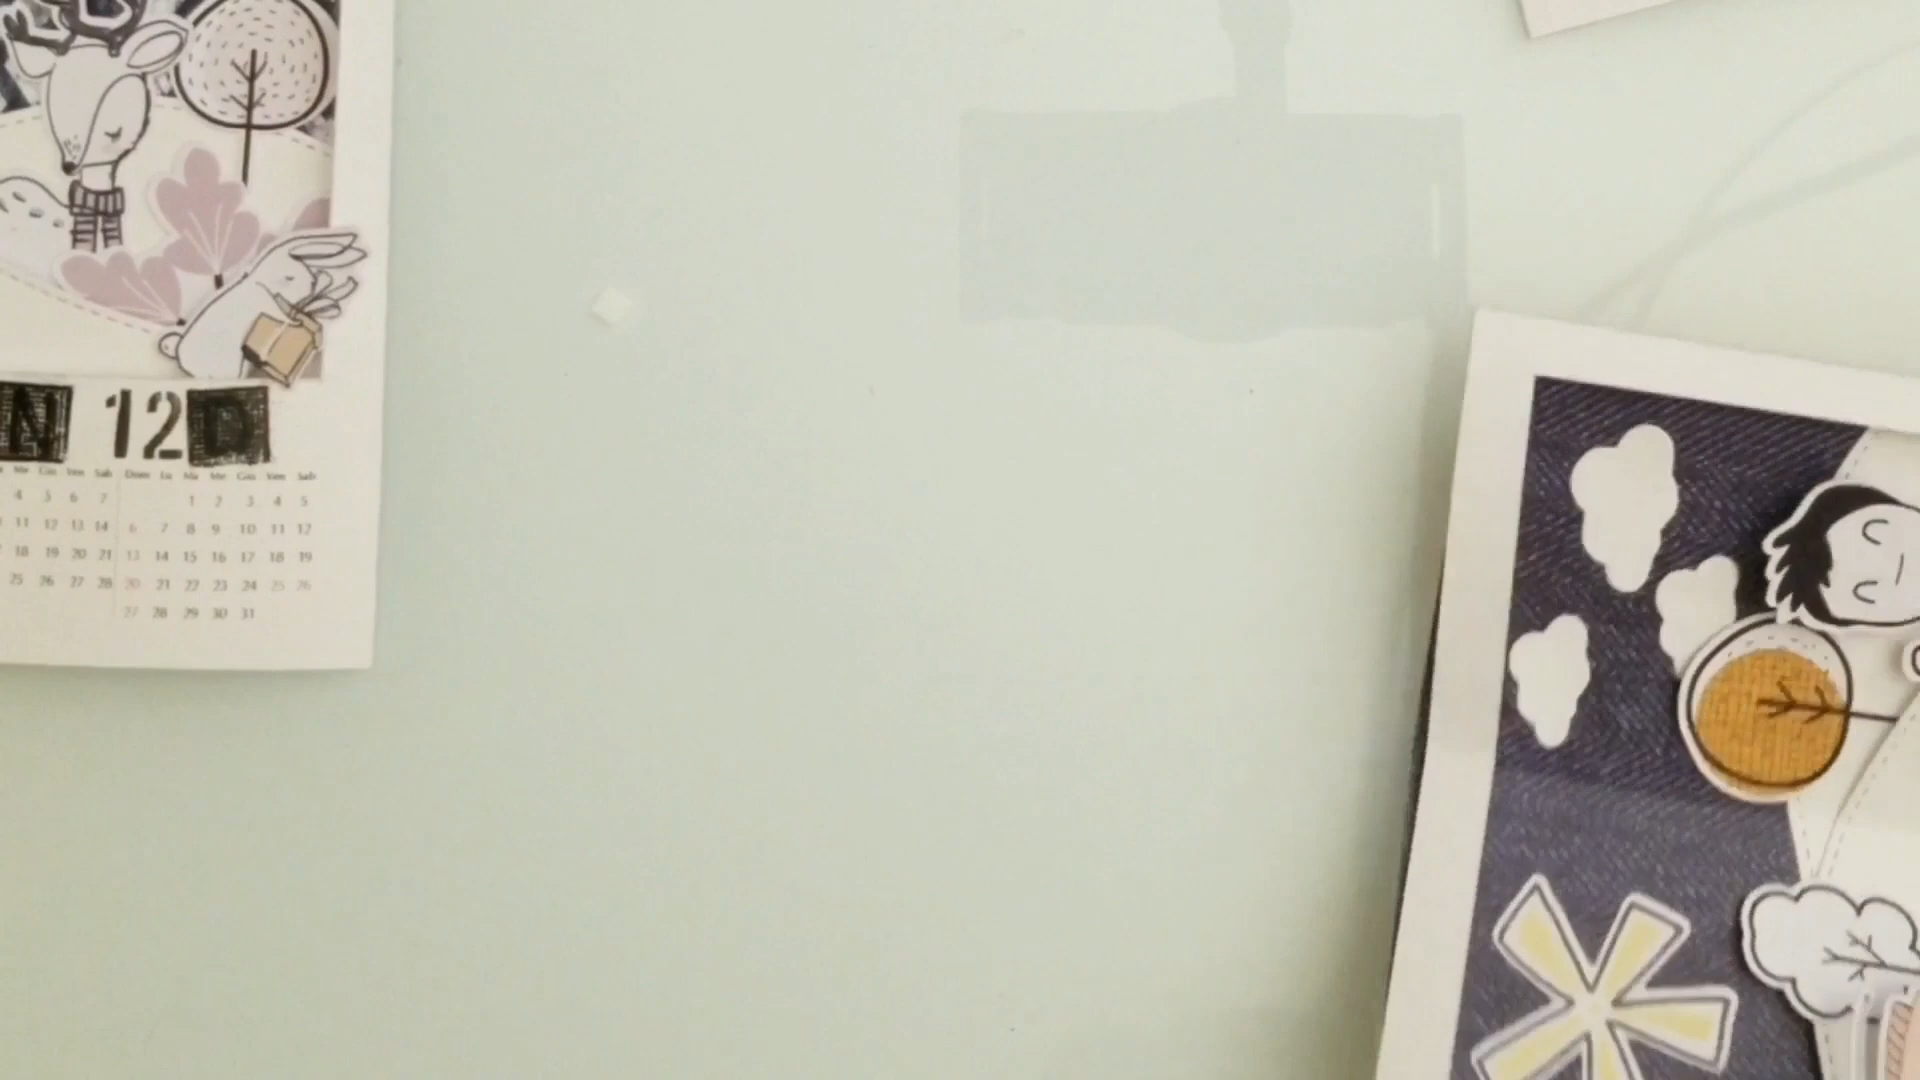 N 12 D
Me Gio Ven Sab Dom Lu Ma Me Gio Ven Sab
4 5 6 7 1 2 3 4 5
11 12 13 14 6 7 8 9 10 11 12
18 19 20 21 13 14 15 16 17 18 19
25 26 27 28 20 21 22 23 24 25 26
27 28 29 30 31